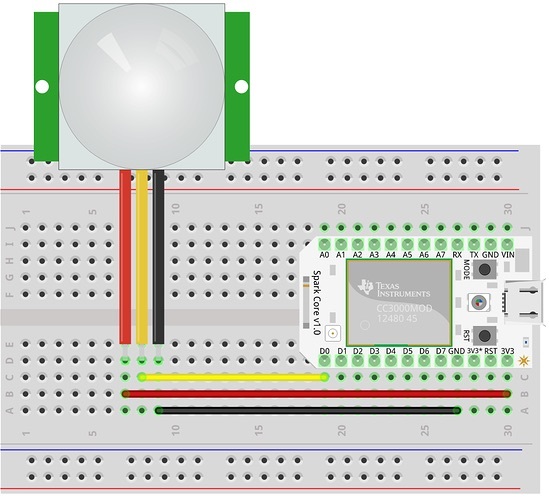 1 5 10 15 20 25 30
J
I
H
G
F
A0 A1 A2 A3 A4 A5 A6 A7 RX TX GND VIN
MODE
Spark Core v1.0
TEXAS
INSTRUMENTS
CC3000MOD
12480 45
RST
D0 D1 D2 D3 D4 D5 D6 D7 GND 3V3* RST 3V3
E
D
C
B
A
1 5 10 15 20 25 30